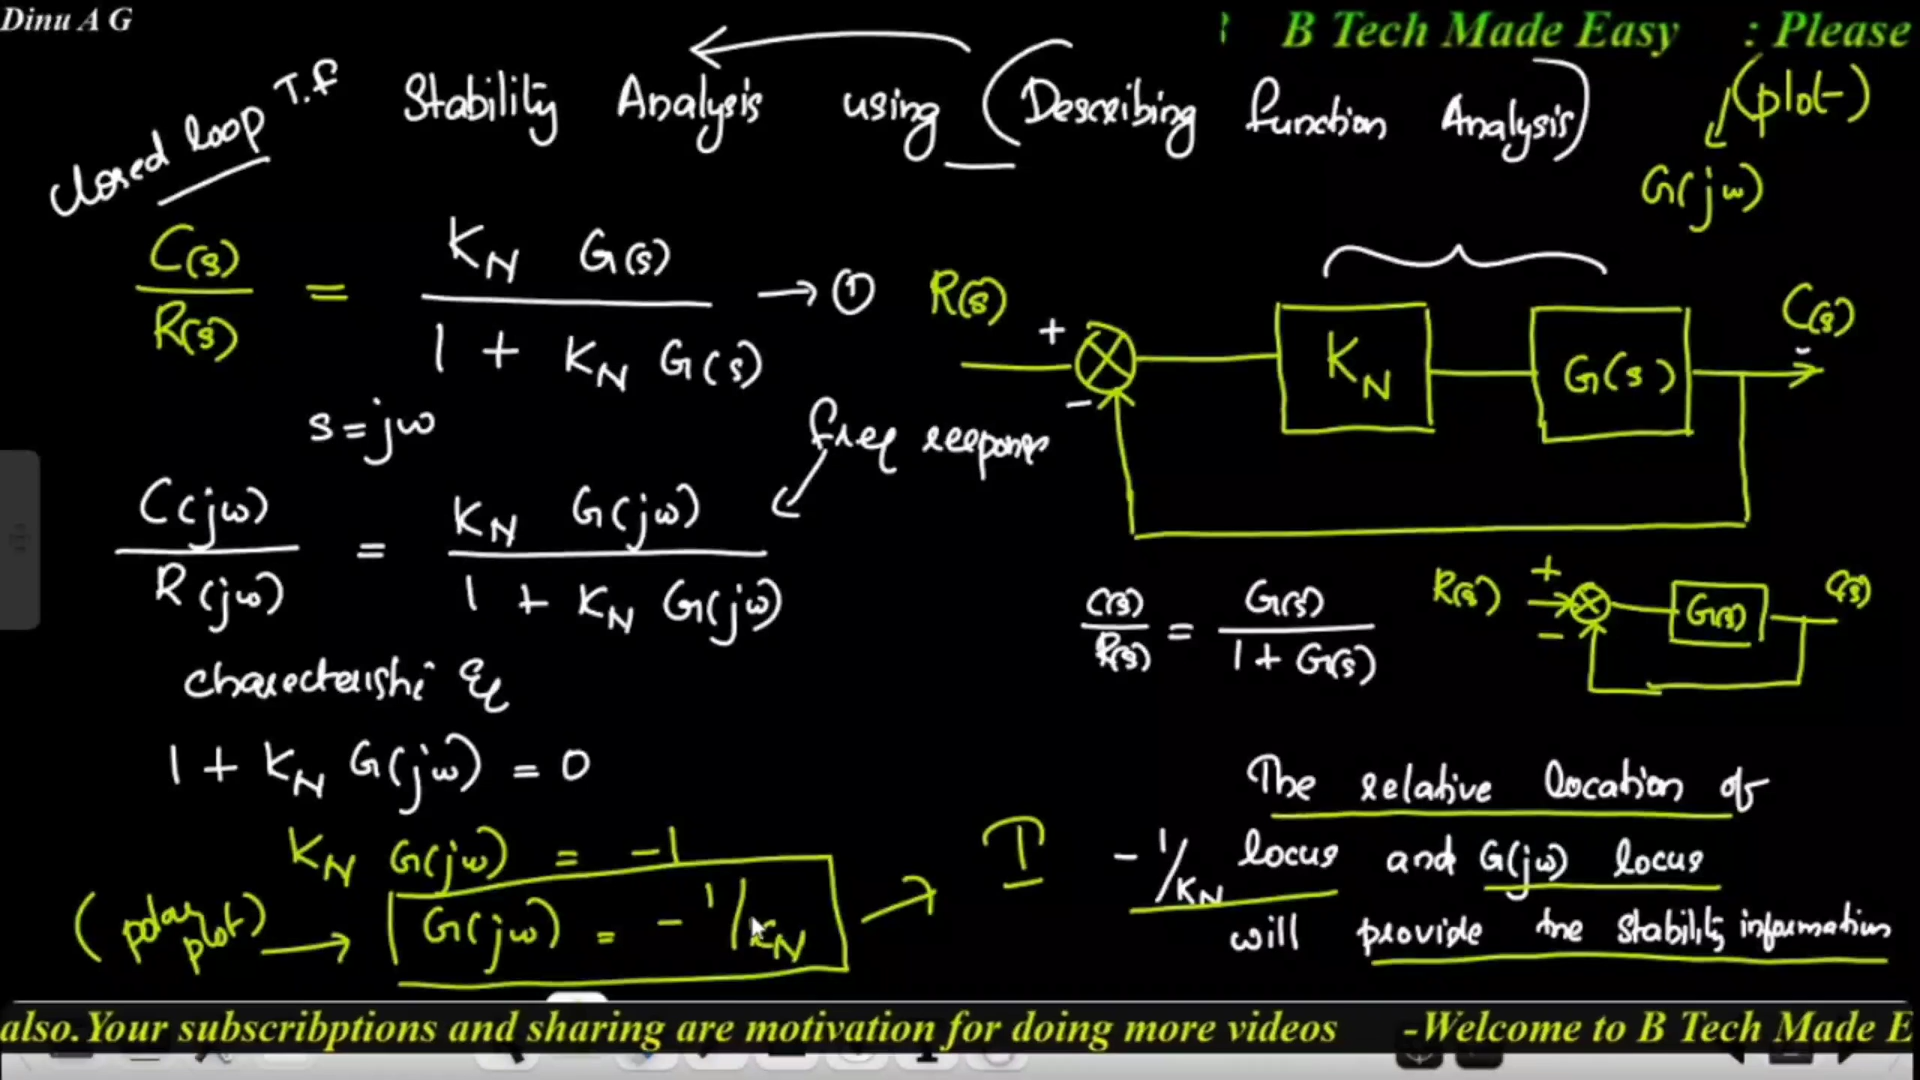 Dinu A G
B Tech Made Easy : Please
closed loop T.f
Stability Analysis using (Describing function Analysis)
(plot)
G(jω)
C(s)/R(s) = K_N G(s) / 1 + K_N G(s) → ①
R(s) + - K_N G(s) C(s)
s = jω
freq response
C(jω)/R(jω) = K_N G(jω) / 1 + K_N G(jω)
C(s)/R(s) = G(s) / 1 + G(s)
R(s) + - G(s) C(s)
charecteristic Eq
1 + K_N G(jω) = 0
K_N G(jω) = -1
(polar plot) → G(jω) = - 1/K_N → I
The relative location of
- 1/K_N locus and G(jω) locus
will provide the stability information
also. Your subscribptions and sharing are motivation for doing more videos -Welcome to B Tech Made E